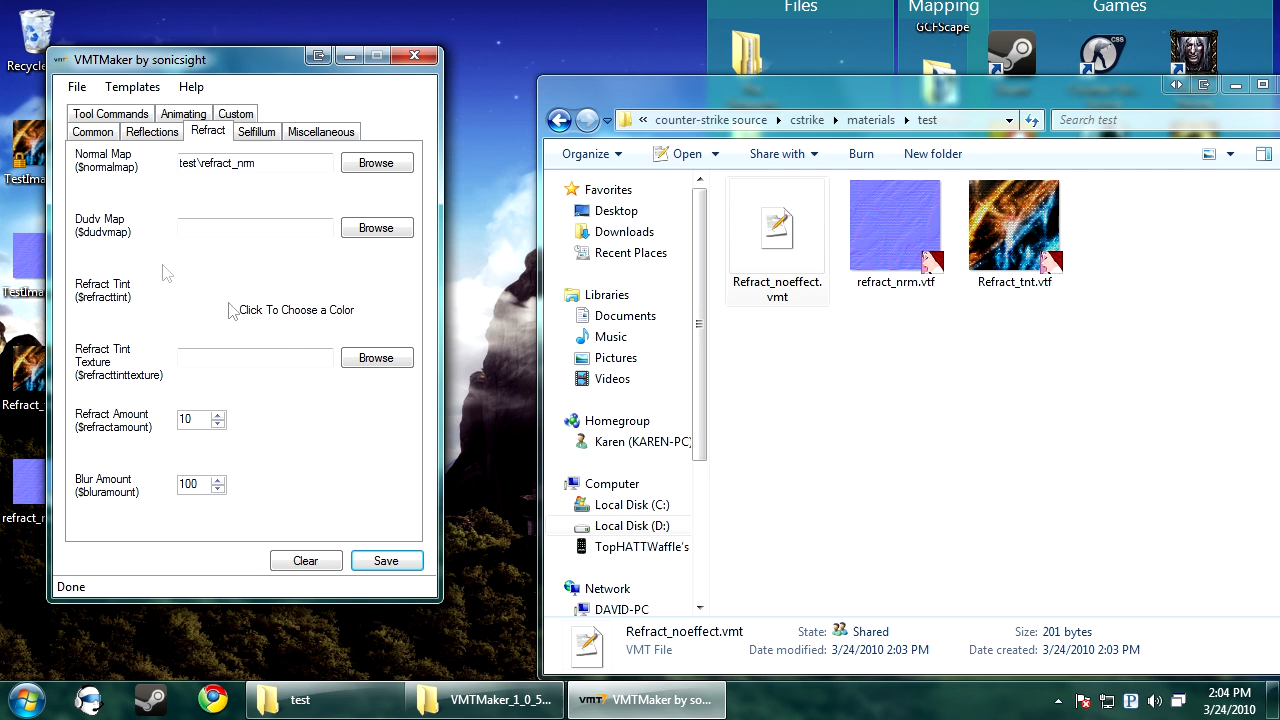 Files
Mapping
Games
GCFScape
CSS
Recycle
TestIma
TestIma
Refract_
refract_n
VMTMaker by sonicsight
File Templates Help
Tool Commands Animating Custom
Common Reflections Refract Selfillum Miscellaneous
Normal Map
($normalmap)
test\refract_nrm
Browse
Dudv Map
($dudvmap)
Browse
Refract Tint
($refracttint)
Click To Choose a Color
Refract Tint
Texture
($refracttinttexture)
Browse
Refract Amount
($refractamount)
10
Blur Amount
($bluramount)
100
Clear
Save
Done
« counter-strike source ▸ cstrike ▸ materials ▸ test
Search test
Organize Open Share with Burn New folder
Favorites
Desktop
Downloads
Recent Places
Libraries
Documents
Music
Pictures
Videos
Homegroup
Karen (KAREN-PC)
Computer
Local Disk (C:)
Local Disk (D:)
TopHATTWaffle's
Network
DAVID-PC
Refract_noeffect.
vmt
refract_nrm.vtf
Refract_tnt.vtf
Refract_noeffect.vmt State: Shared Size: 201 bytes
VMT File Date modified: 3/24/2010 2:03 PM Date created: 3/24/2010 2:03 PM
test
VMTMaker_1_0_5...
VMT
VMTMaker by so...
2:04 PM
3/24/2010